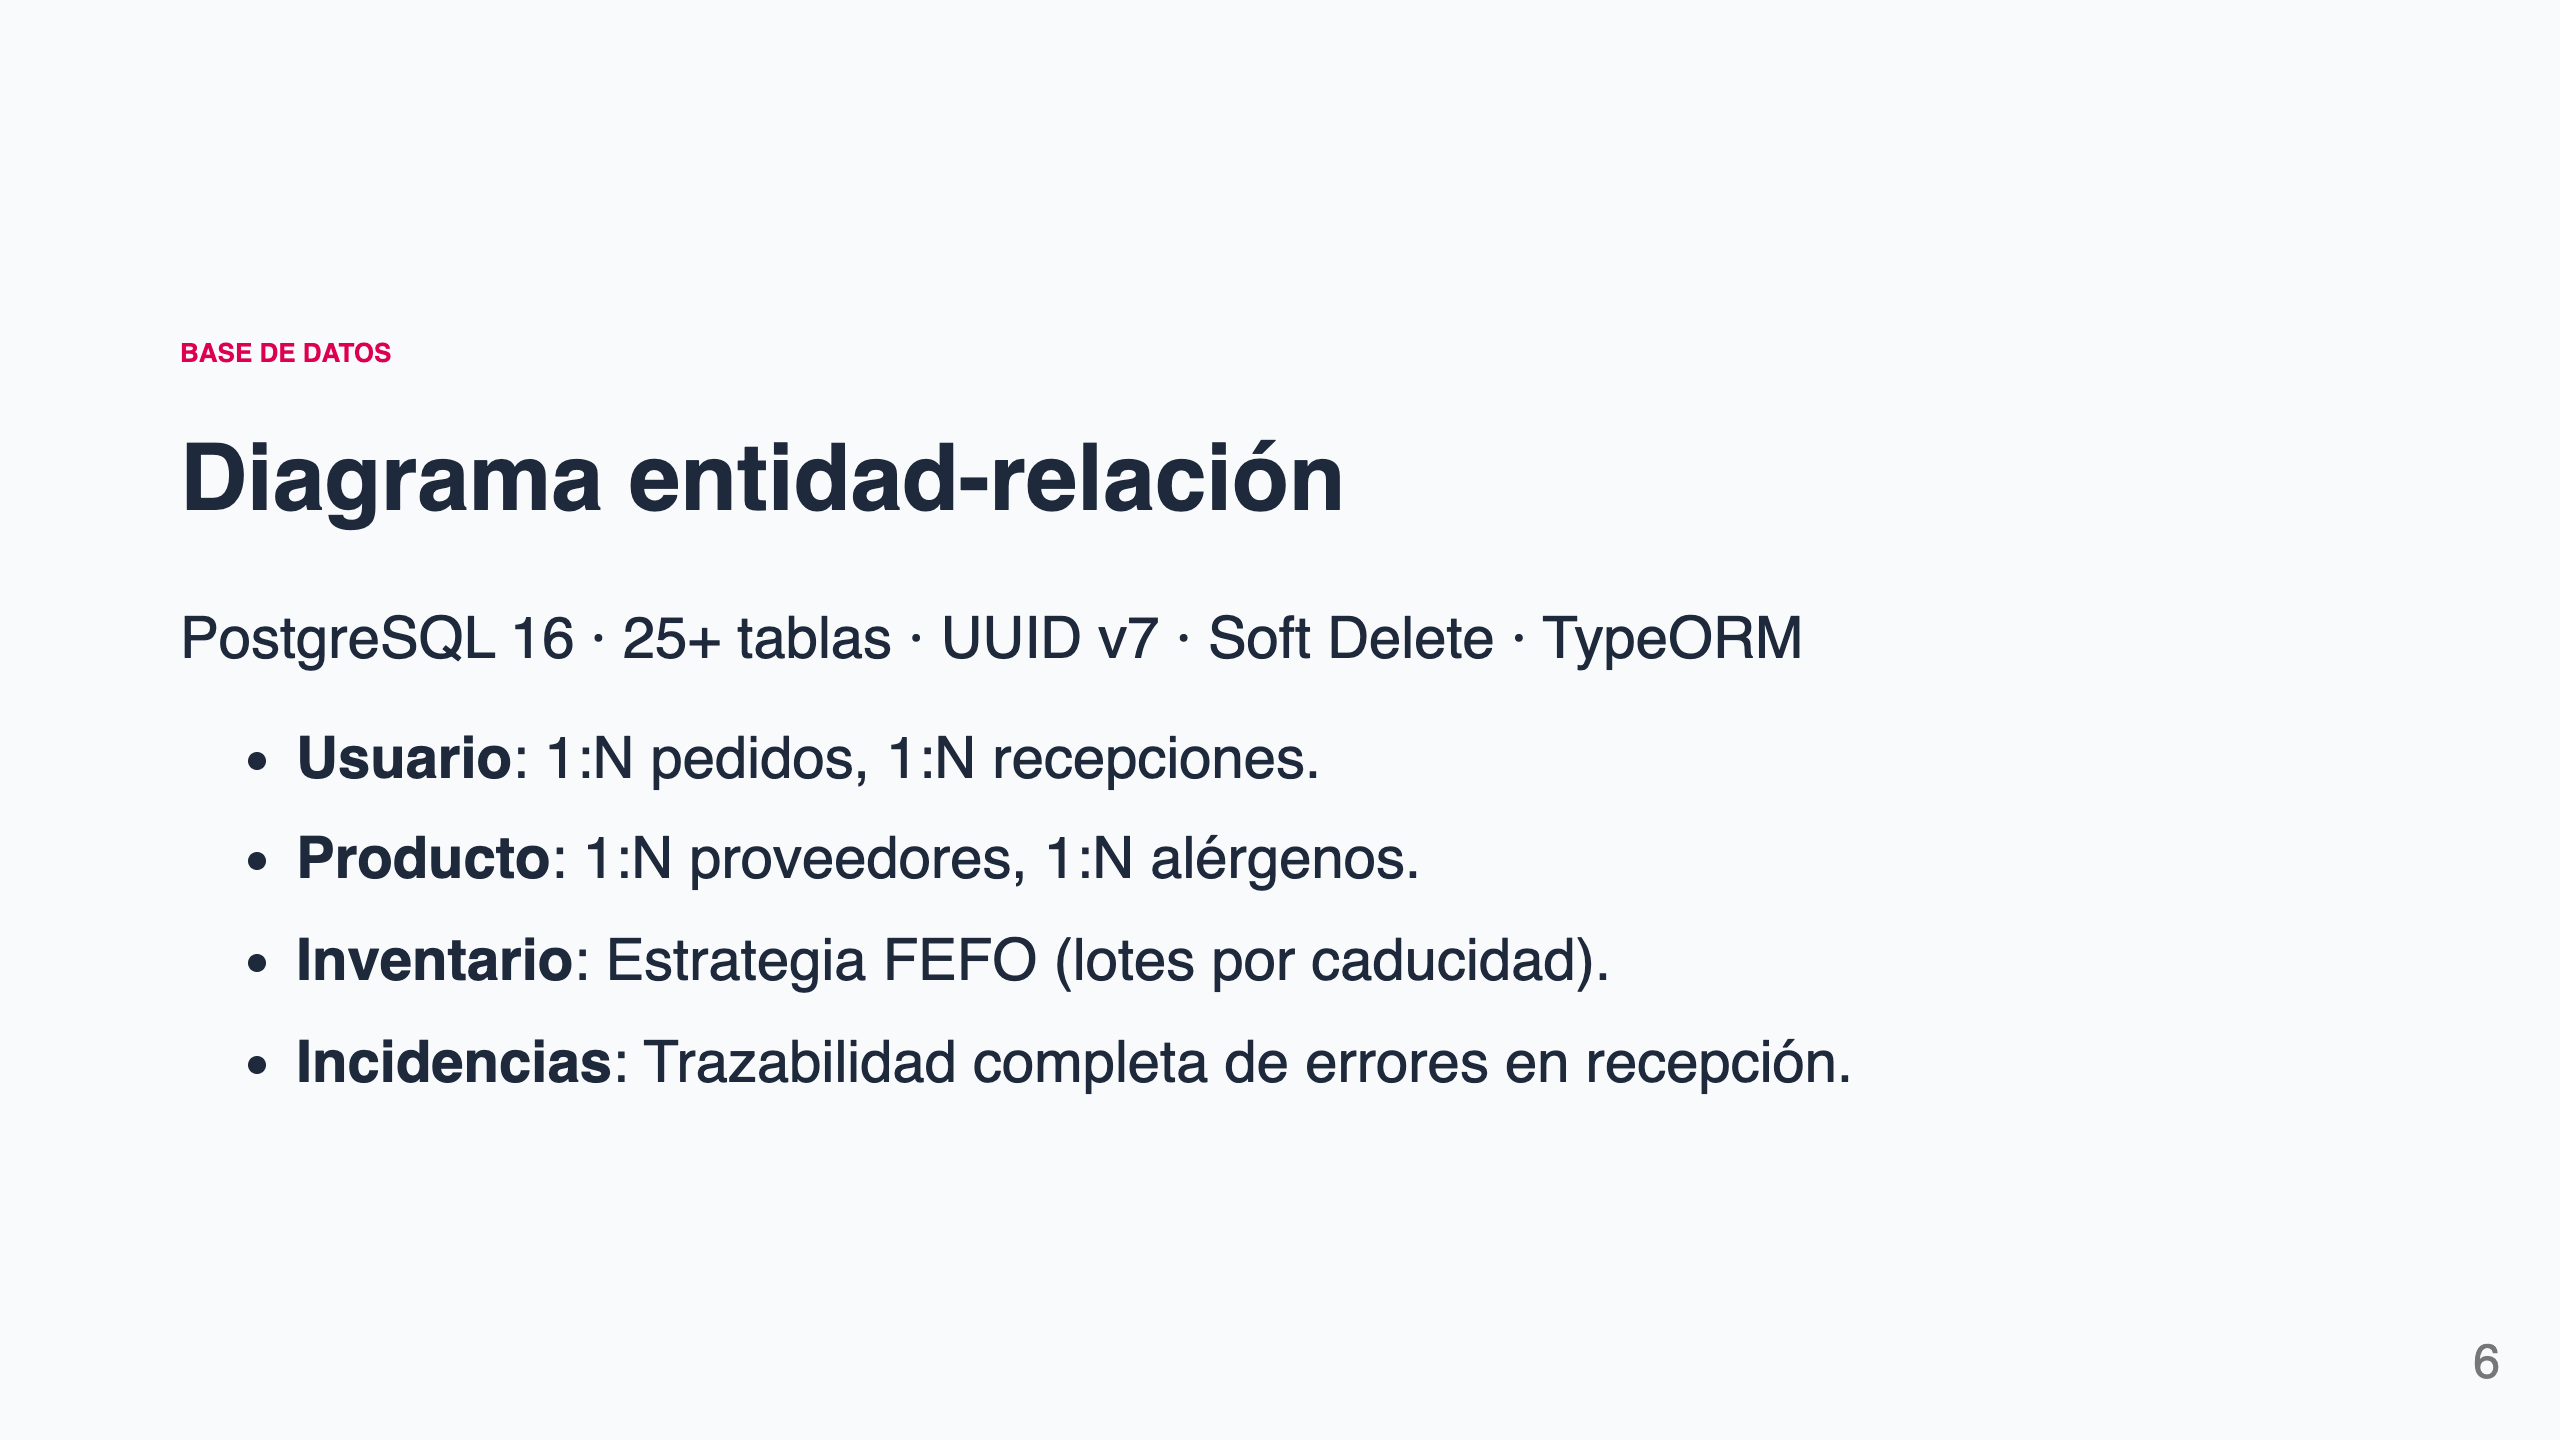 BASE DE DATOS
Diagrama entidad-relación
PostgreSQL 16 · 25+ tablas · UUID v7 · Soft Delete · TypeORM
• Usuario: 1:N pedidos, 1:N recepciones.
• Producto: 1:N proveedores, 1:N alérgenos.
• Inventario: Estrategia FEFO (lotes por caducidad).
• Incidencias: Trazabilidad completa de errores en recepción.
6